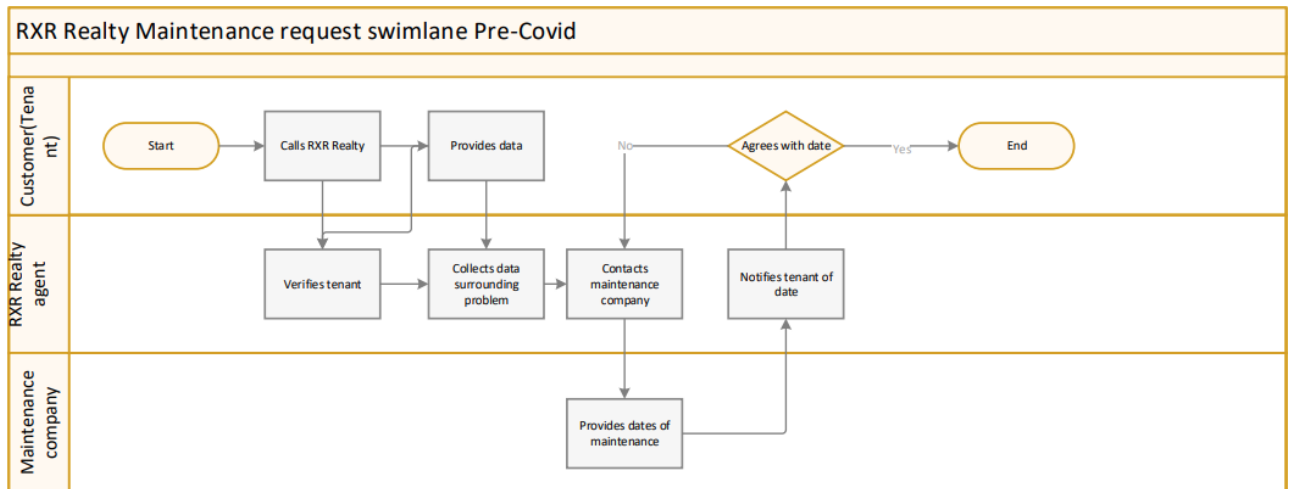 RXR Realty Maintenance request swimlane Pre-Covid
Customer(Tena
nt)
Start
Calls RXR Realty
Provides data
No
Agrees with date
Yes
End
RXR Realty
agent
Verifies tenant
Collects data
surrounding
problem
Contacts
maintenance
company
Notifies tenant of
date
Maintenance
company
Provides dates of
maintenance